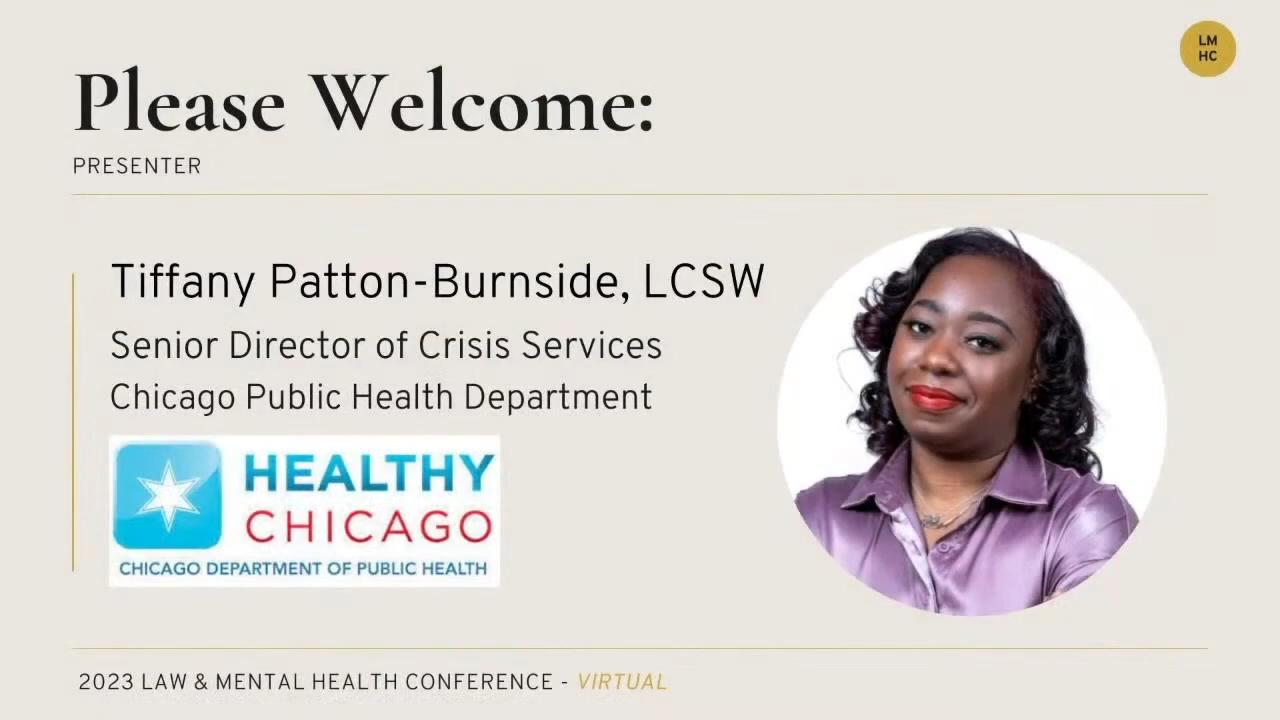 LM
HC
Please Welcome:
PRESENTER
Tiffany Patton-Burnside, LCSW
Senior Director of Crisis Services
Chicago Public Health Department
HEALTHY
CHICAGO
CHICAGO DEPARTMENT OF PUBLIC HEALTH
2023 LAW & MENTAL HEALTH CONFERENCE - VIRTUAL